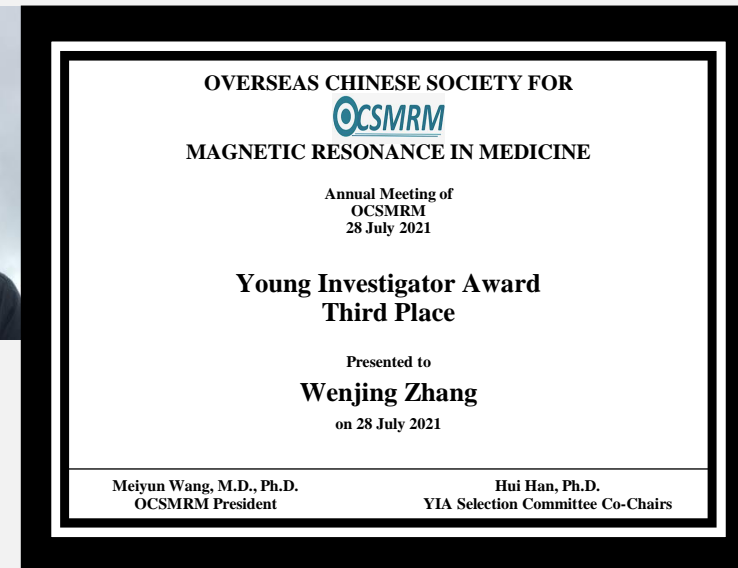 OVERSEAS CHINESE SOCIETY FOR
OCSMRM
MAGNETIC RESONANCE IN MEDICINE
Annual Meeting of
OCSMRM
28 July 2021
Young Investigator Award
Third Place
Presented to
Wenjing Zhang
on 28 July 2021
Meiyun Wang, M.D., Ph.D.
OCSMRM President
Hui Han, Ph.D.
YIA Selection Committee Co-Chairs